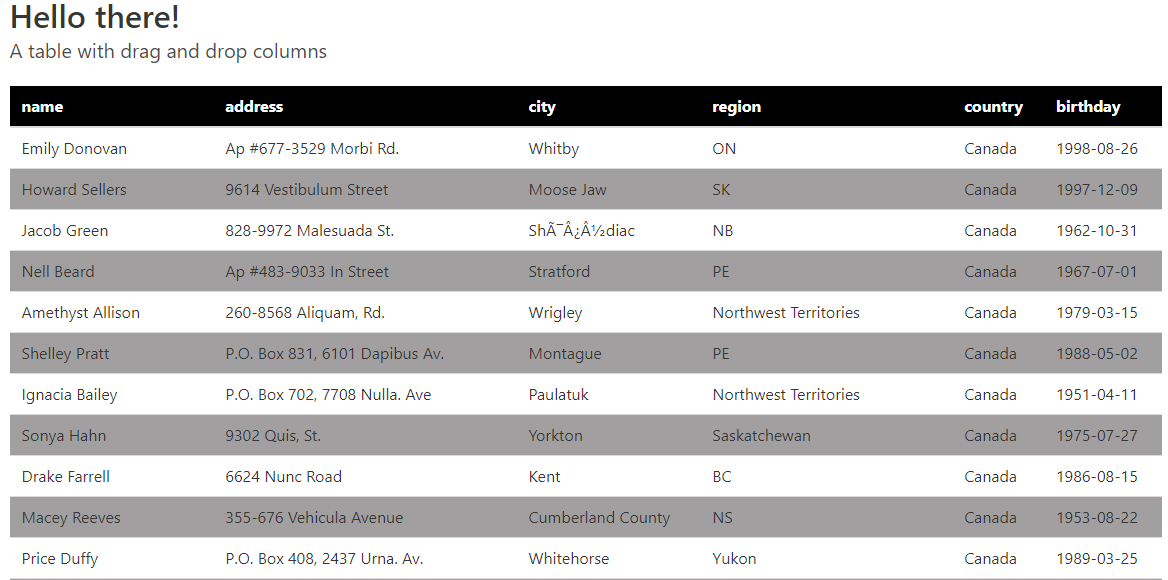 Hello there!
A table with drag and drop columns
name address city region country birthday
Emily Donovan Ap #677-3529 Morbi Rd. Whitby ON Canada 1998-08-26
Howard Sellers 9614 Vestibulum Street Moose Jaw SK Canada 1997-12-09
Jacob Green 828-9972 Malesuada St. ShÃ¯Â¿Â½diac NB Canada 1962-10-31
Nell Beard Ap #483-9033 In Street Stratford PE Canada 1967-07-01
Amethyst Allison 260-8568 Aliquam, Rd. Wrigley Northwest Territories Canada 1979-03-15
Shelley Pratt P.O. Box 831, 6101 Dapibus Av. Montague PE Canada 1988-05-02
Ignacia Bailey P.O. Box 702, 7708 Nulla. Ave Paulatuk Northwest Territories Canada 1951-04-11
Sonya Hahn 9302 Quis, St. Yorkton Saskatchewan Canada 1975-07-27
Drake Farrell 6624 Nunc Road Kent BC Canada 1986-08-15
Macey Reeves 355-676 Vehicula Avenue Cumberland County NS Canada 1953-08-22
Price Duffy P.O. Box 408, 2437 Urna. Av. Whitehorse Yukon Canada 1989-03-25